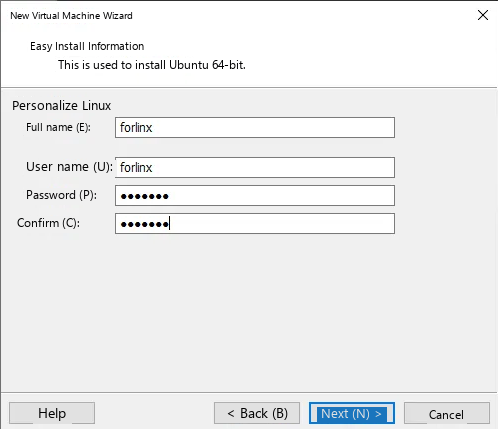 New Virtual Machine Wizard
Easy Install Information
This is used to install Ubuntu 64-bit.
Personalize Linux
Full name (E): forlinx
User name (U): forlinx
Password (P): ●●●●●●●
Confirm (C): ●●●●●●●
Help < Back (B) Next (N) > Cancel